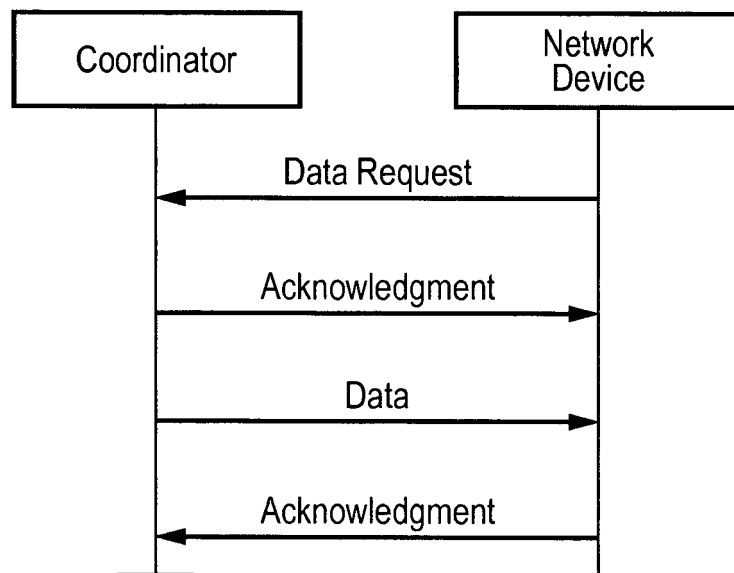 Coordinator
Network
Device
Data Request
Acknowledgment
Data
Acknowledgment